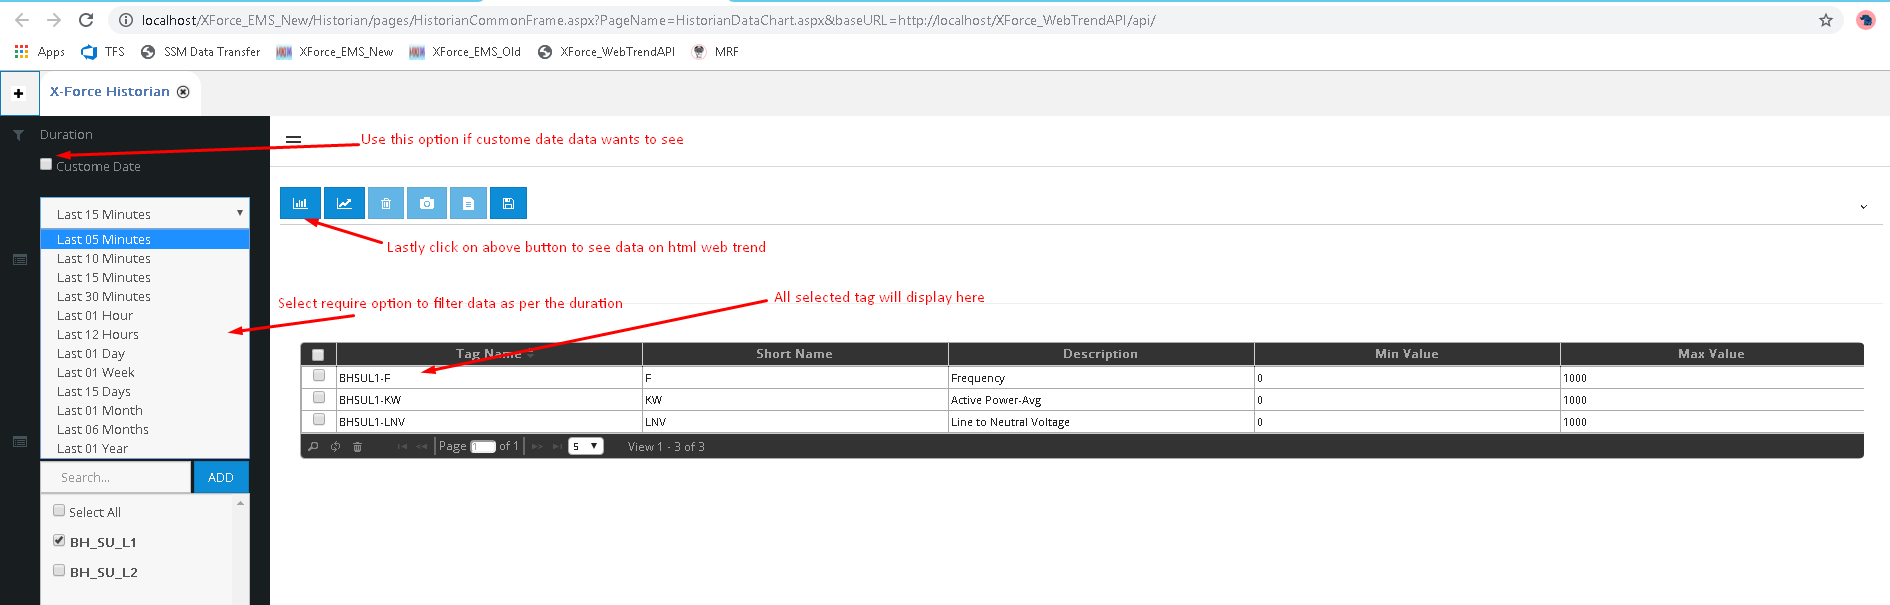 localhost/XForce_EMS_New/Historian/pages/HistorianCommonFrame.aspx?PageName=HistorianDataChart.aspx&baseURL=http://localhost/XForce_WebTrendAPI/api/
Apps TFS SSM Data Transfer XForce_EMS_New XForce_EMS_Old XForce_WebTrendAPI MRF
+ X-Force Historian
Duration
Custome Date
Use this option if custome date data wants to see
Last 15 Minutes
Last 05 Minutes
Last 10 Minutes
Last 15 Minutes
Last 30 Minutes
Last 01 Hour
Last 12 Hours
Last 01 Day
Last 01 Week
Last 15 Days
Last 01 Month
Last 06 Months
Last 01 Year
Search... ADD
Select All
BH_SU_L1
BH_SU_L2
Lastly click on above button to see data on html web trend
Select require option to filter data as per the duration
All selected tag will display here
Tag Name Short Name Description Min Value Max Value
BHSUL1-F F Frequency 0 1000
BHSUL1-KW KW Active Power-Avg 0 1000
BHSUL1-LNV LNV Line to Neutral Voltage 0 1000
Page 1 of 1 5 View 1 - 3 of 3